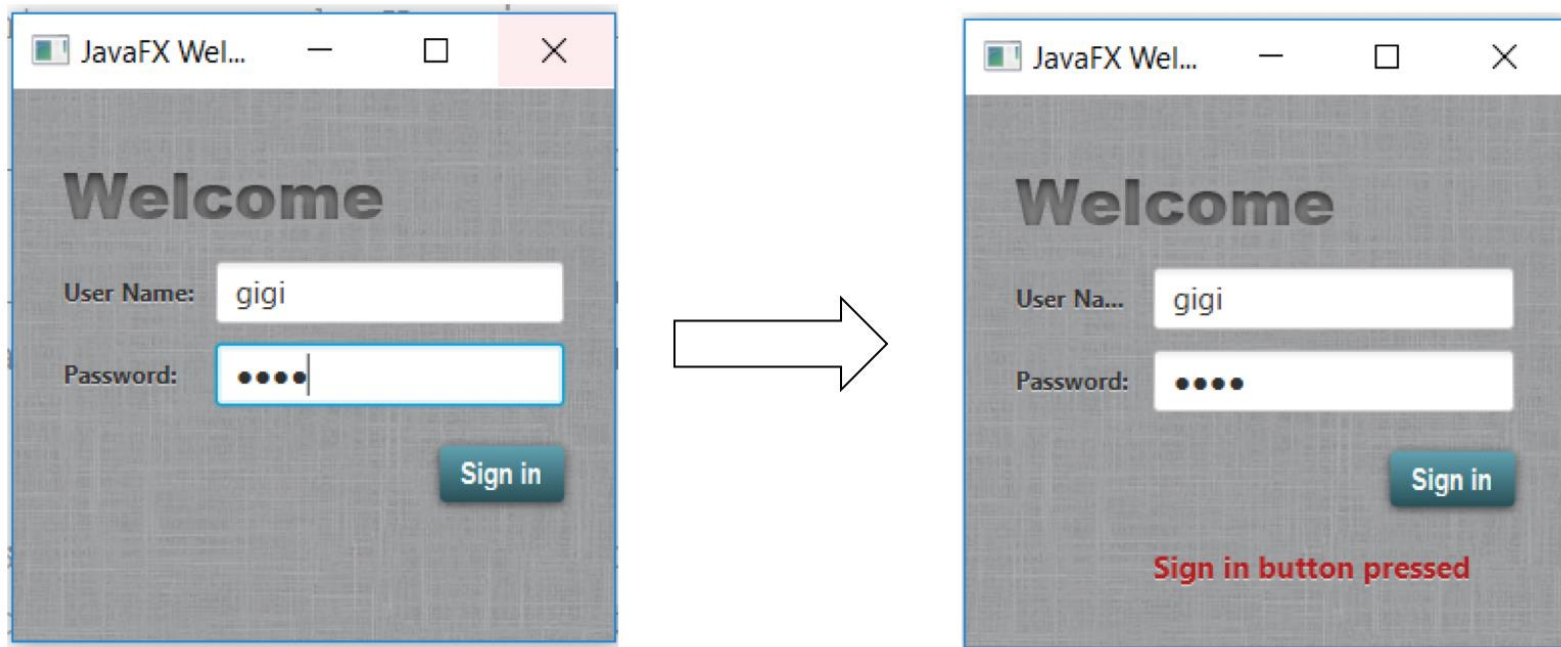 JavaFX Wel...
Welcome
User Name: gigi
Password: ••••
Sign in
JavaFX Wel...
Welcome
User Na... gigi
Password: ••••
Sign in
Sign in button pressed